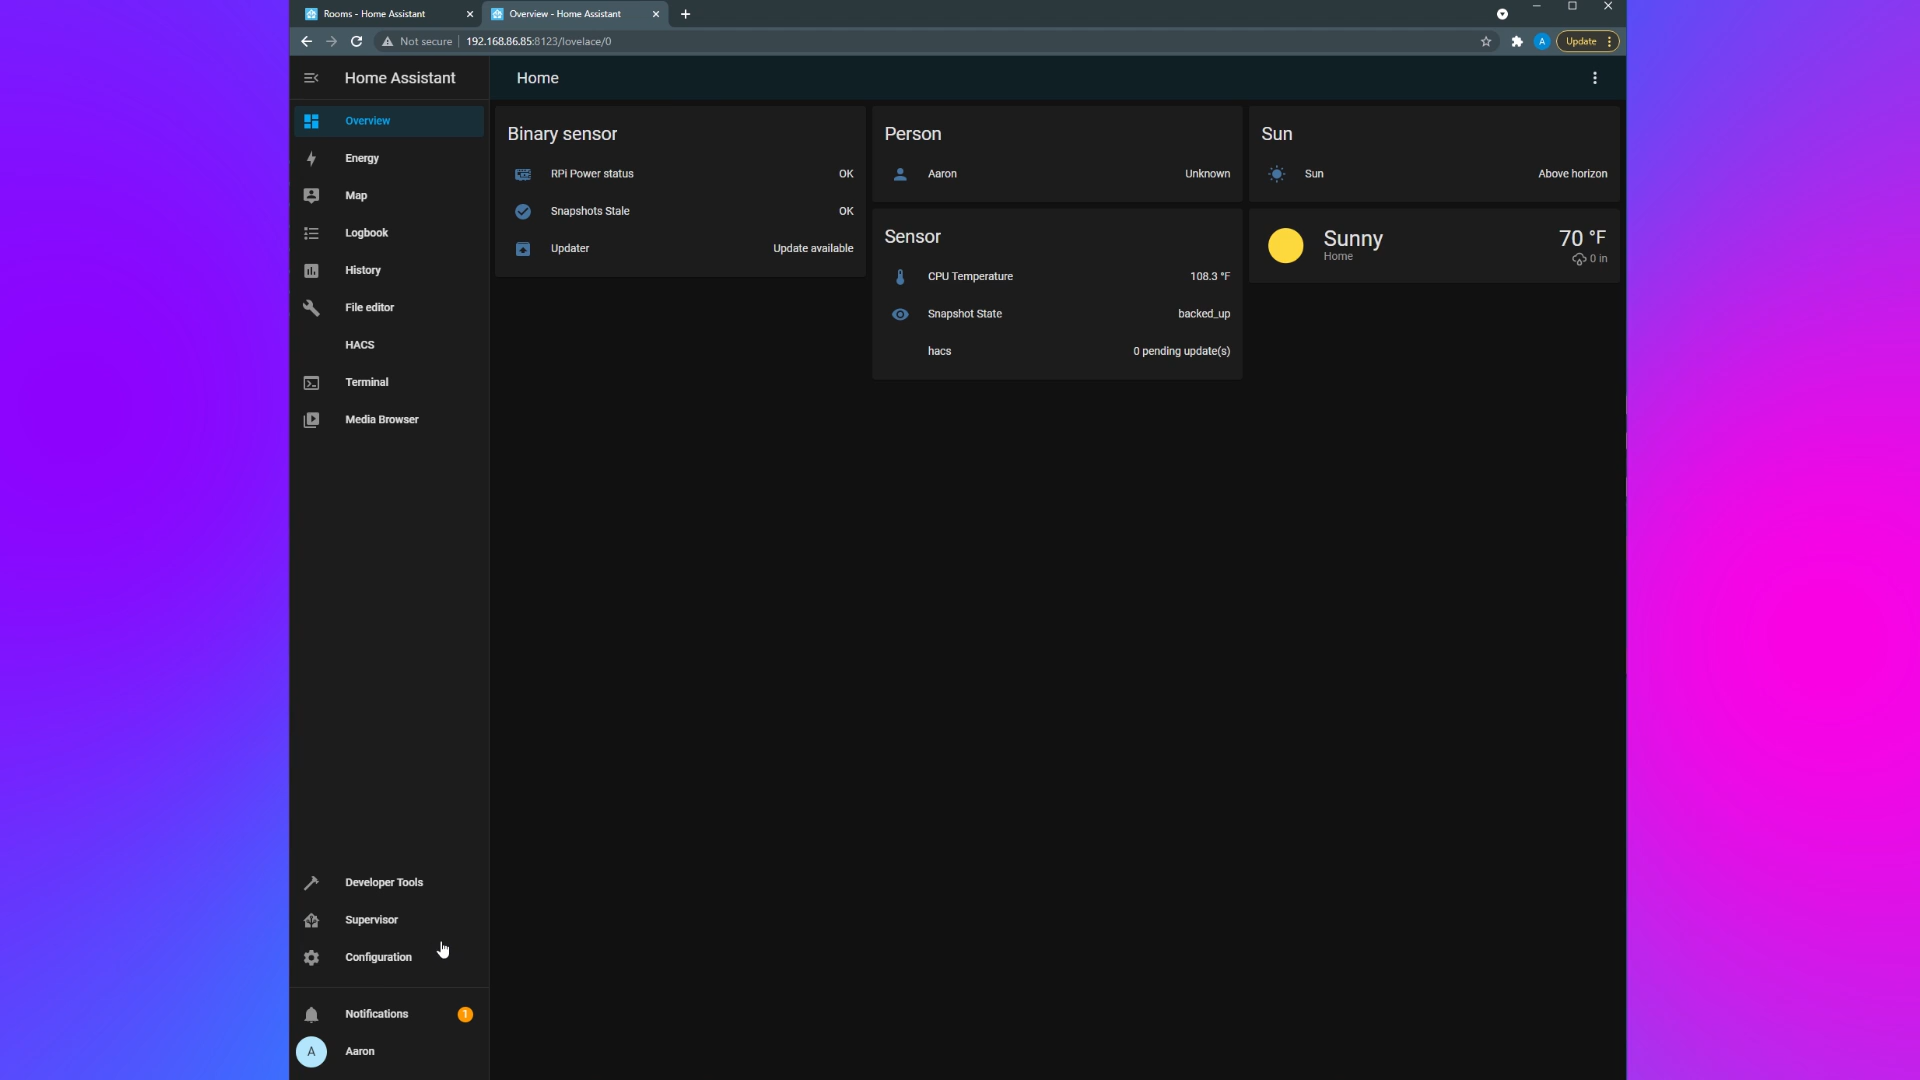 Rooms - Home Assistant
Overview - Home Assistant
Not secure
192.168.86.85:8123/lovelace/0
A
Update
Home Assistant
Home
Overview
Energy
Map
Logbook
History
File editor
HACS
Terminal
Media Browser
Developer Tools
Supervisor
Configuration
Notifications
1
A
Aaron
Binary sensor
RPi Power status OK
Snapshots Stale OK
Updater Update available
Person
Aaron Unknown
Sensor
CPU Temperature 108.3 °F
Snapshot State backed_up
hacs 0 pending update(s)
Sun
Sun Above horizon
Sunny 70 °F
Home 0 in